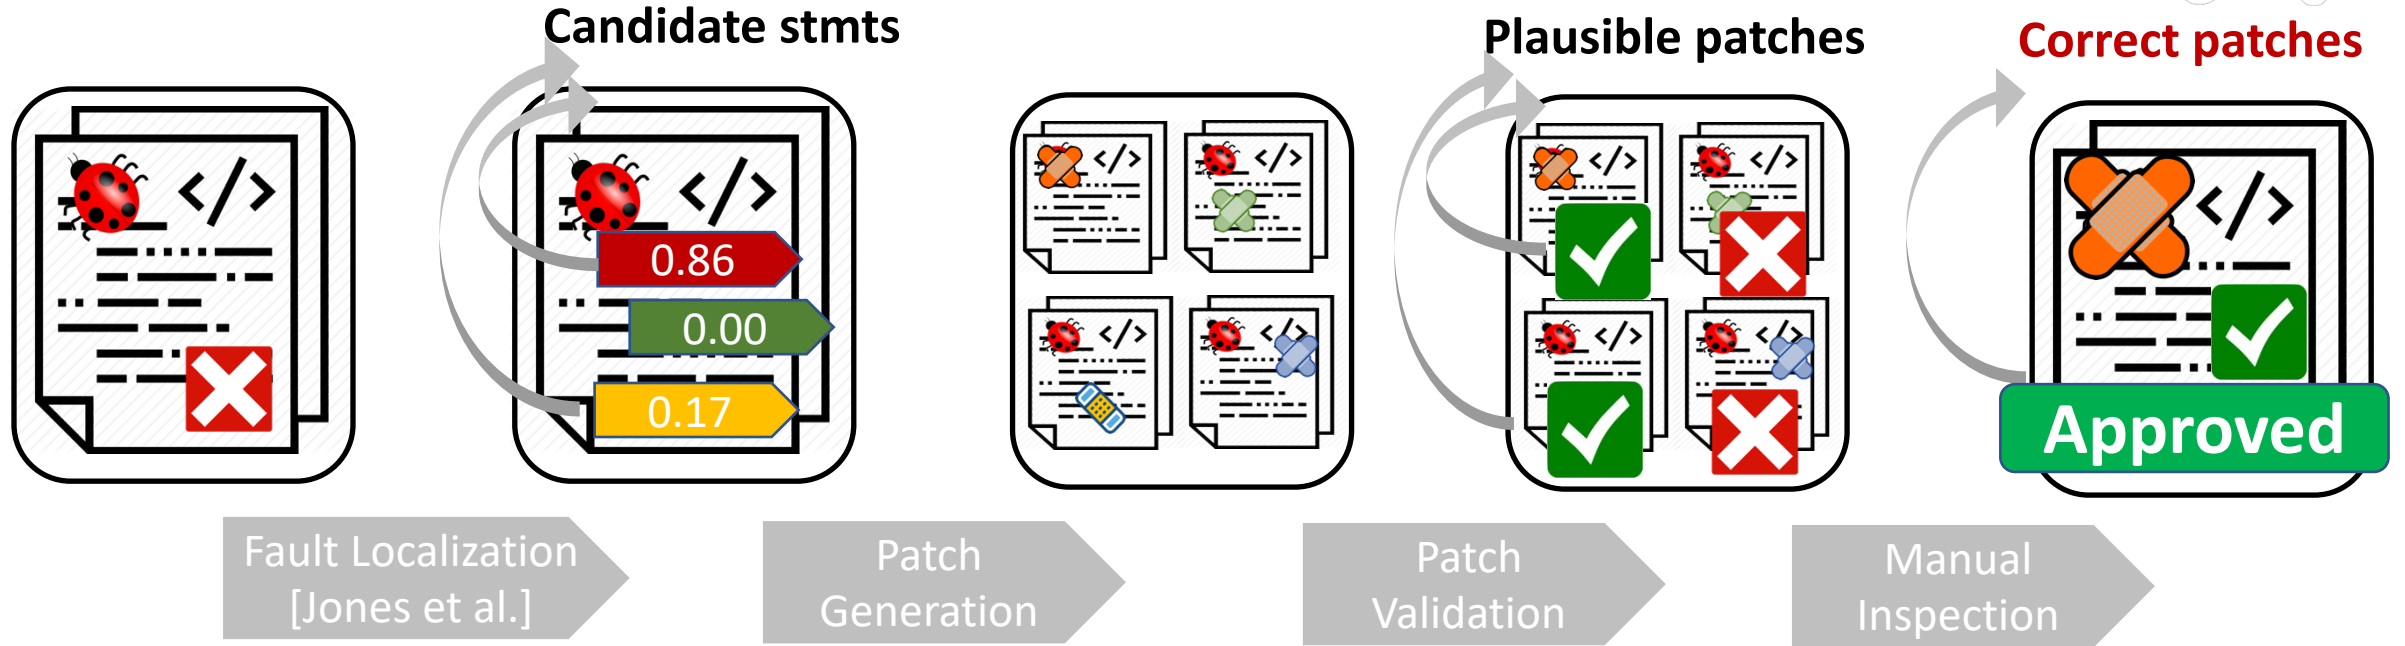 Candidate stmts
Plausible patches
Correct patches
</>
</>
0.86
0.00
0.17
</>
</>
</>
</>
</>
</>
</>
</>
</>
Approved
Fault Localization
[Jones et al.]
Patch
Generation
Patch
Validation
Manual
Inspection